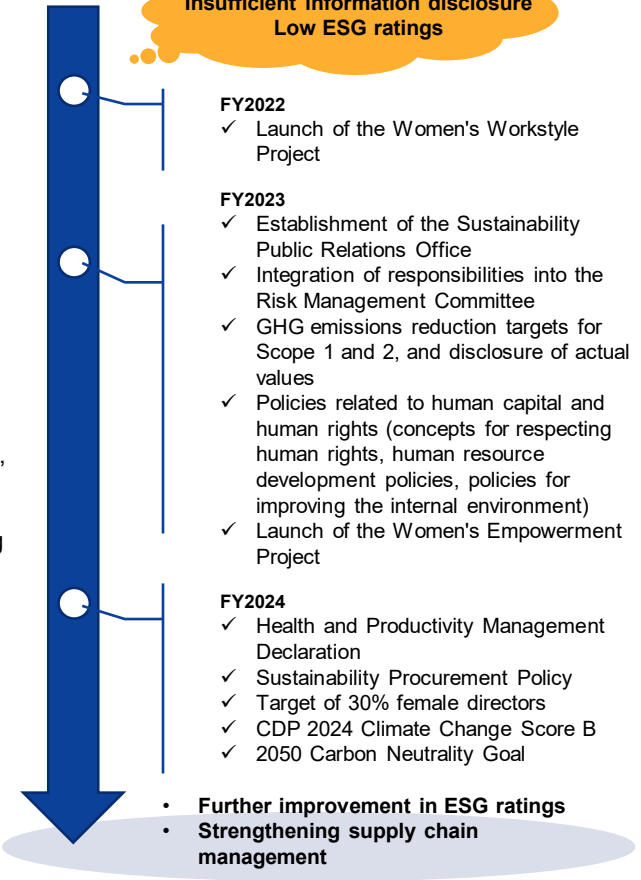 Insufficient information disclosure
Low ESG ratings
FY2022
✓ Launch of the Women's Workstyle
Project
FY2023
✓ Establishment of the Sustainability
Public Relations Office
✓ Integration of responsibilities into the
Risk Management Committee
✓ GHG emissions reduction targets for
Scope 1 and 2, and disclosure of actual
values
✓ Policies related to human capital and
human rights (concepts for respecting
human rights, human resource
development policies, policies for
improving the internal environment)
✓ Launch of the Women's Empowerment
Project
FY2024
✓ Health and Productivity Management
Declaration
✓ Sustainability Procurement Policy
✓ Target of 30% female directors
✓ CDP 2024 Climate Change Score B
✓ 2050 Carbon Neutrality Goal
• Further improvement in ESG ratings
• Strengthening supply chain
management